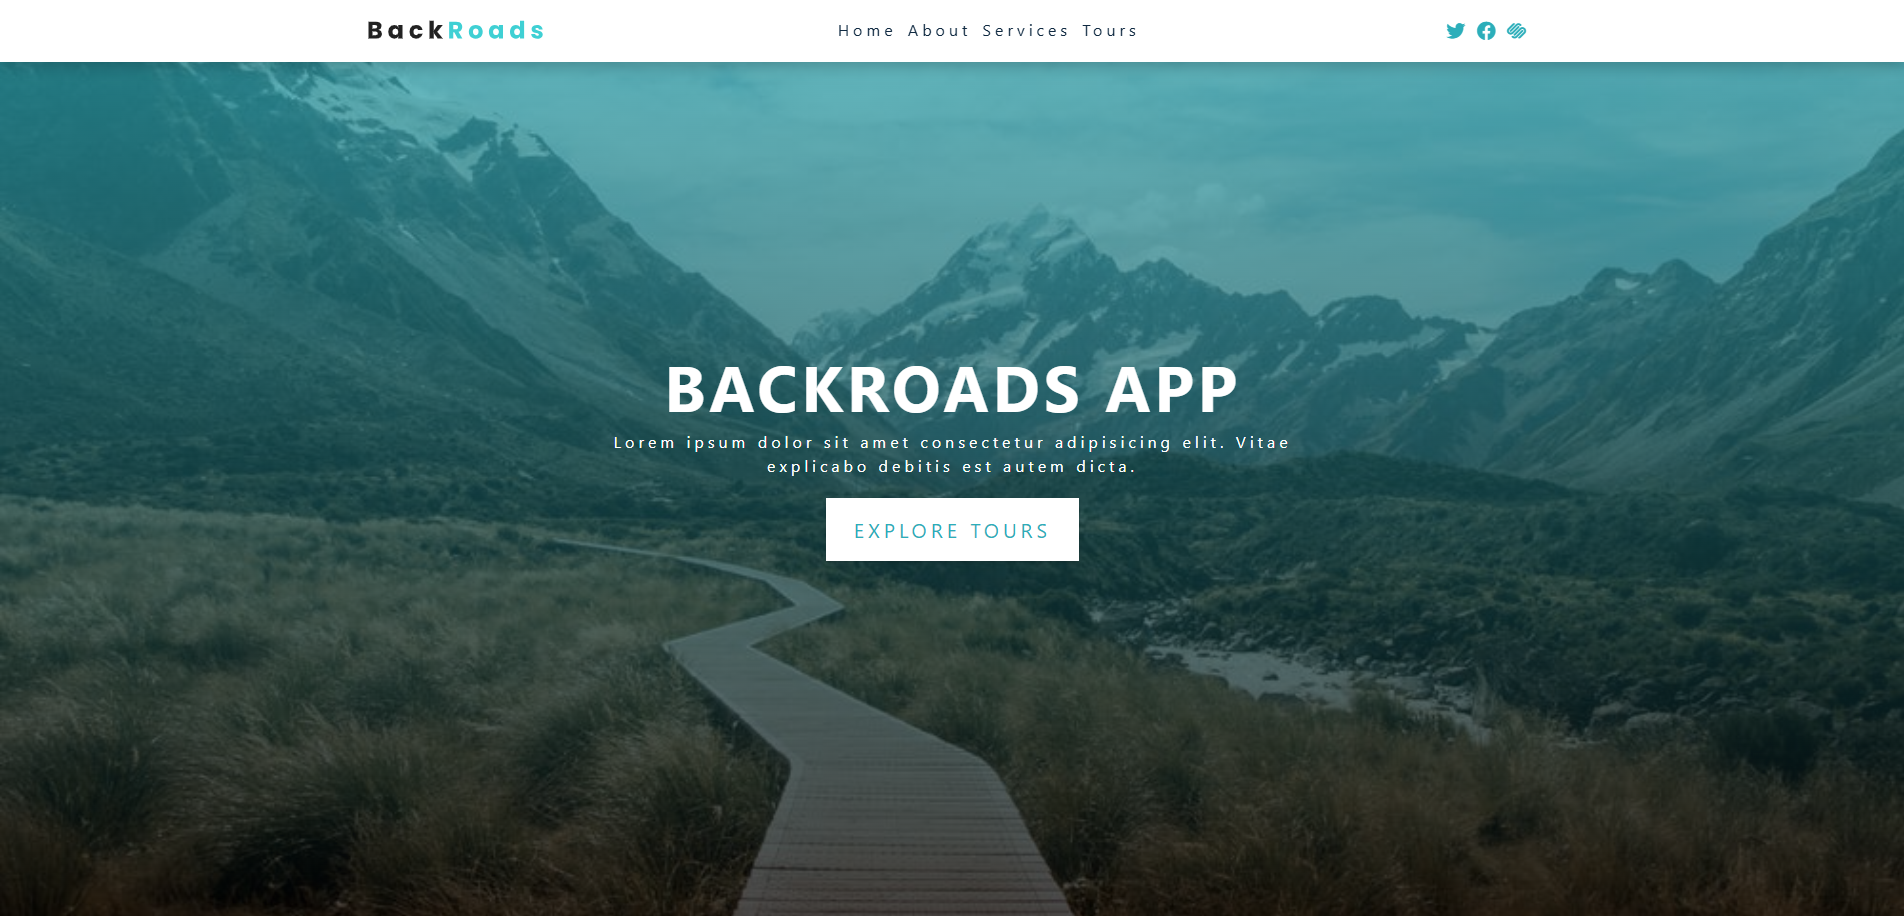 BackRoads
Home About Services Tours
BACKROADS APP
Lorem ipsum dolor sit amet consectetur adipisicing elit. Vitae
explicabo debitis est autem dicta.
EXPLORE TOURS